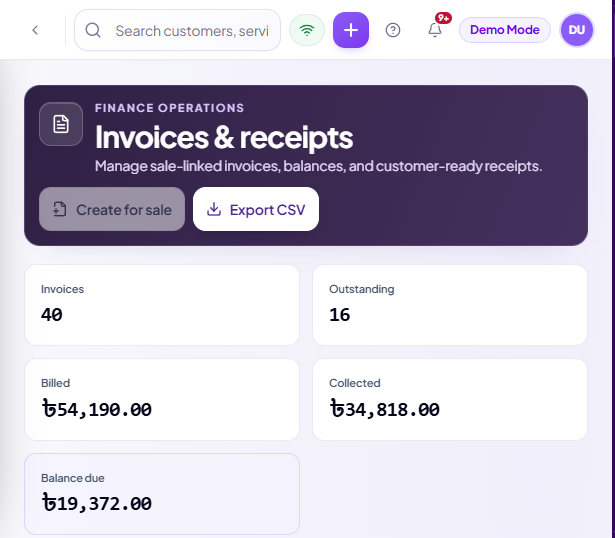 Search customers, servi
9+
Demo Mode
DU
FINANCE OPERATIONS
Invoices & receipts
Manage sale-linked invoices, balances, and customer-ready receipts.
Create for sale
Export CSV
Invoices
40
Outstanding
16
Billed
৳54,190.00
Collected
৳34,818.00
Balance due
৳19,372.00